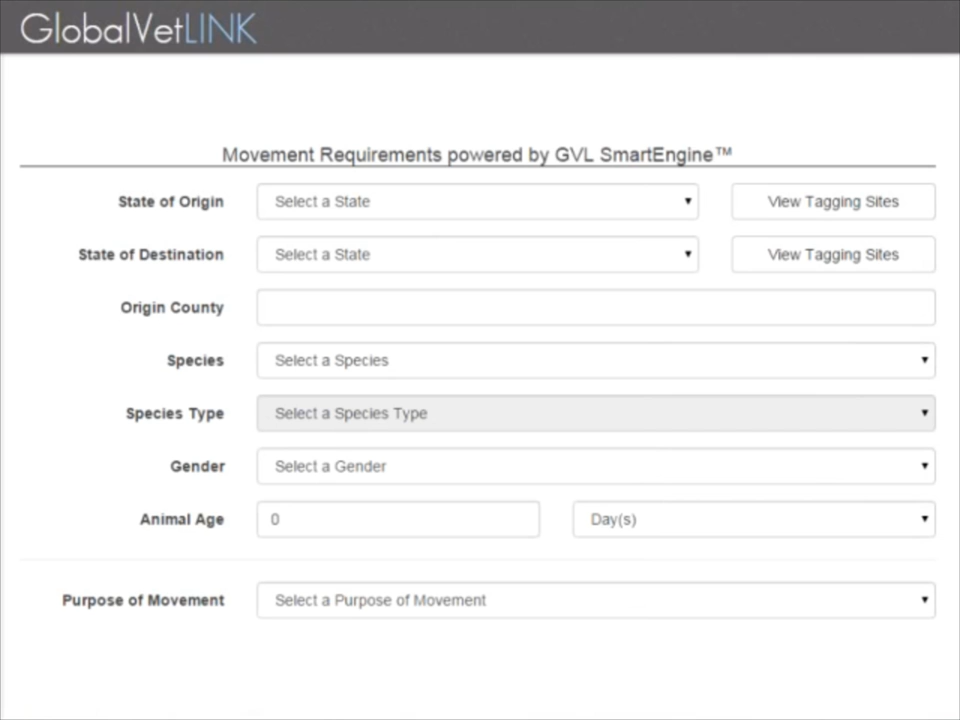 GlobalVetLINK
Movement Requirements powered by GVL SmartEngine™
State of Origin Select a State View Tagging Sites
State of Destination Select a State View Tagging Sites
Origin County
Species Select a Species
Species Type Select a Species Type
Gender Select a Gender
Animal Age 0 Day(s)
Purpose of Movement Select a Purpose of Movement